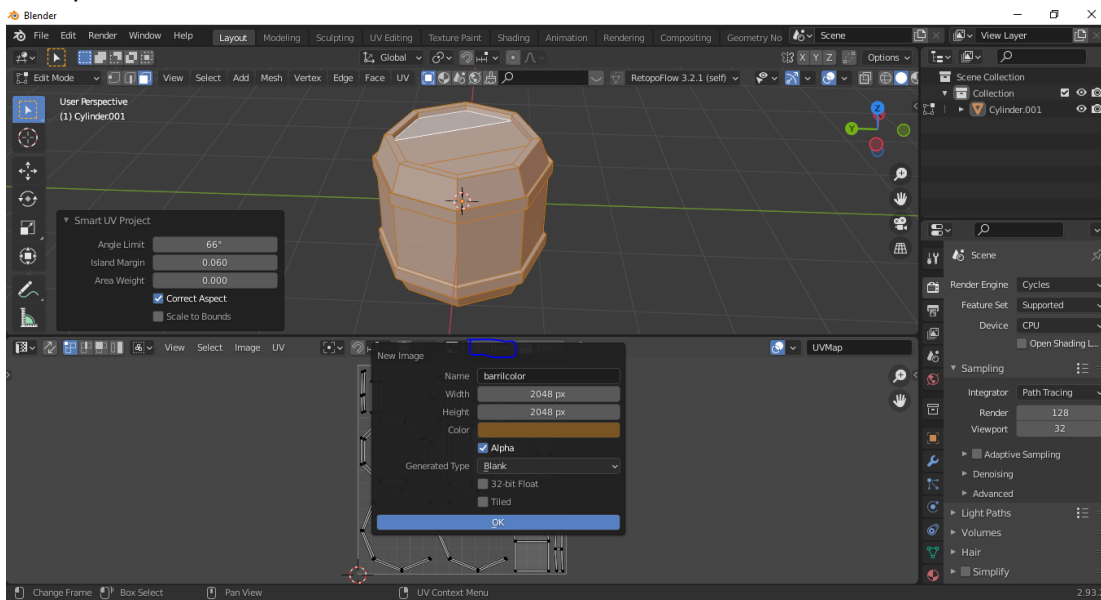 Blender
File Edit Render Window Help Layout Modeling Sculpting UV Editing Texture Paint Shading Animation Rendering Compositing Geometry No Scene View Layer
Global X Y Z Options
Edit Mode View Select Add Mesh Vertex Edge Face UV RetopoFlow 3.2.1 (self)
User Perspective
(1) Cylinder.001
Z
Y
Smart UV Project
Angle Limit 66°
Island Margin 0.060
Area Weight 0.000
Correct Aspect
Scale to Bounds
Scene Collection
Collection
Cylinder.001
Scene
Render Engine Cycles
Feature Set Supported
Device CPU
Open Shading L...
Sampling
Integrator Path Tracing
Render 128
Viewport 32
Adaptive Sampling
Denoising
Advanced
Light Paths
Volumes
Hair
Simplify
View Select Image UV UVMap
New Image
Name barrilcolor
Width 2048 px
Height 2048 px
Color
Alpha
Generated Type Blank
32-bit Float
Tiled
OK
Change Frame Box Select Pan View UV Context Menu